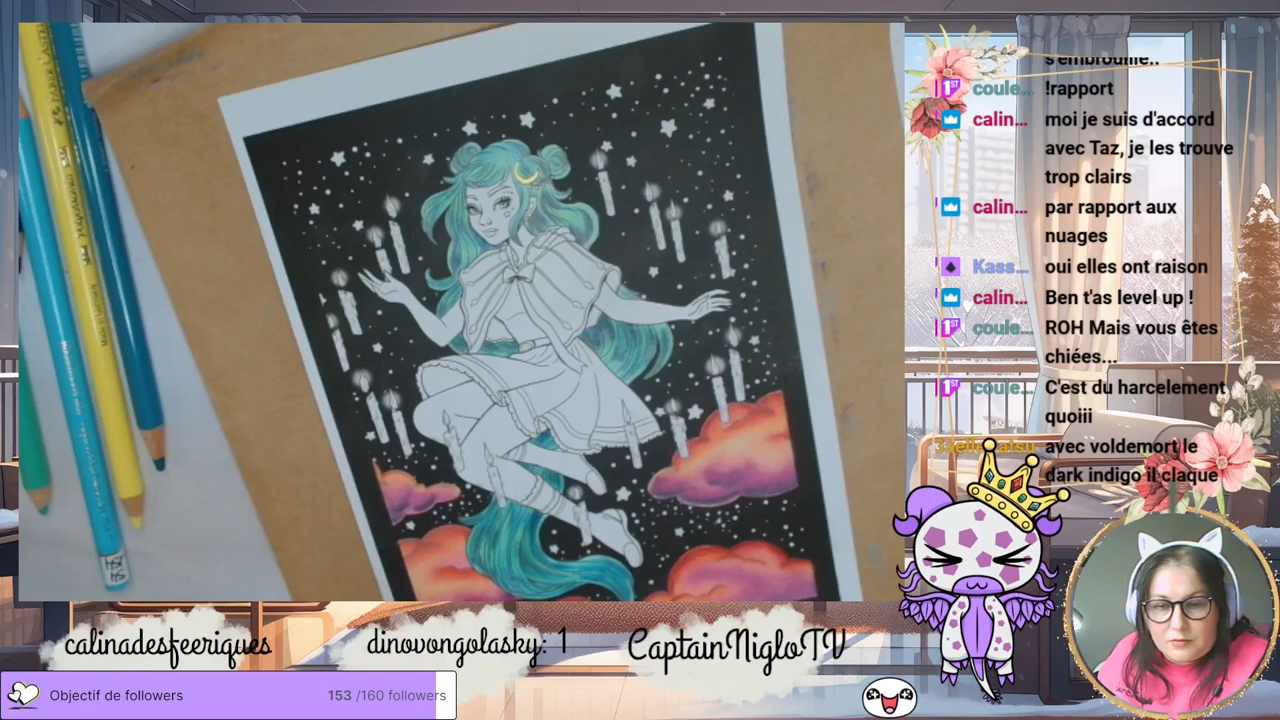 s'embrouille..
coule... !rapport
calin... moi je suis d'accord
avec Taz, je les trouve
trop clairs
calin... par rapport aux
nuages
Kass... oui elles ont raison
calin... Ben t'as level up !
coule... ROH Mais vous êtes
chiées...
coule... C'est du harcelement
quoiii
avec voldemort le
dark indigo il claque
calinadesfeeriques
dinovongolasky: 1
CaptainNigloTV
Objectif de followers
153 /160 followers